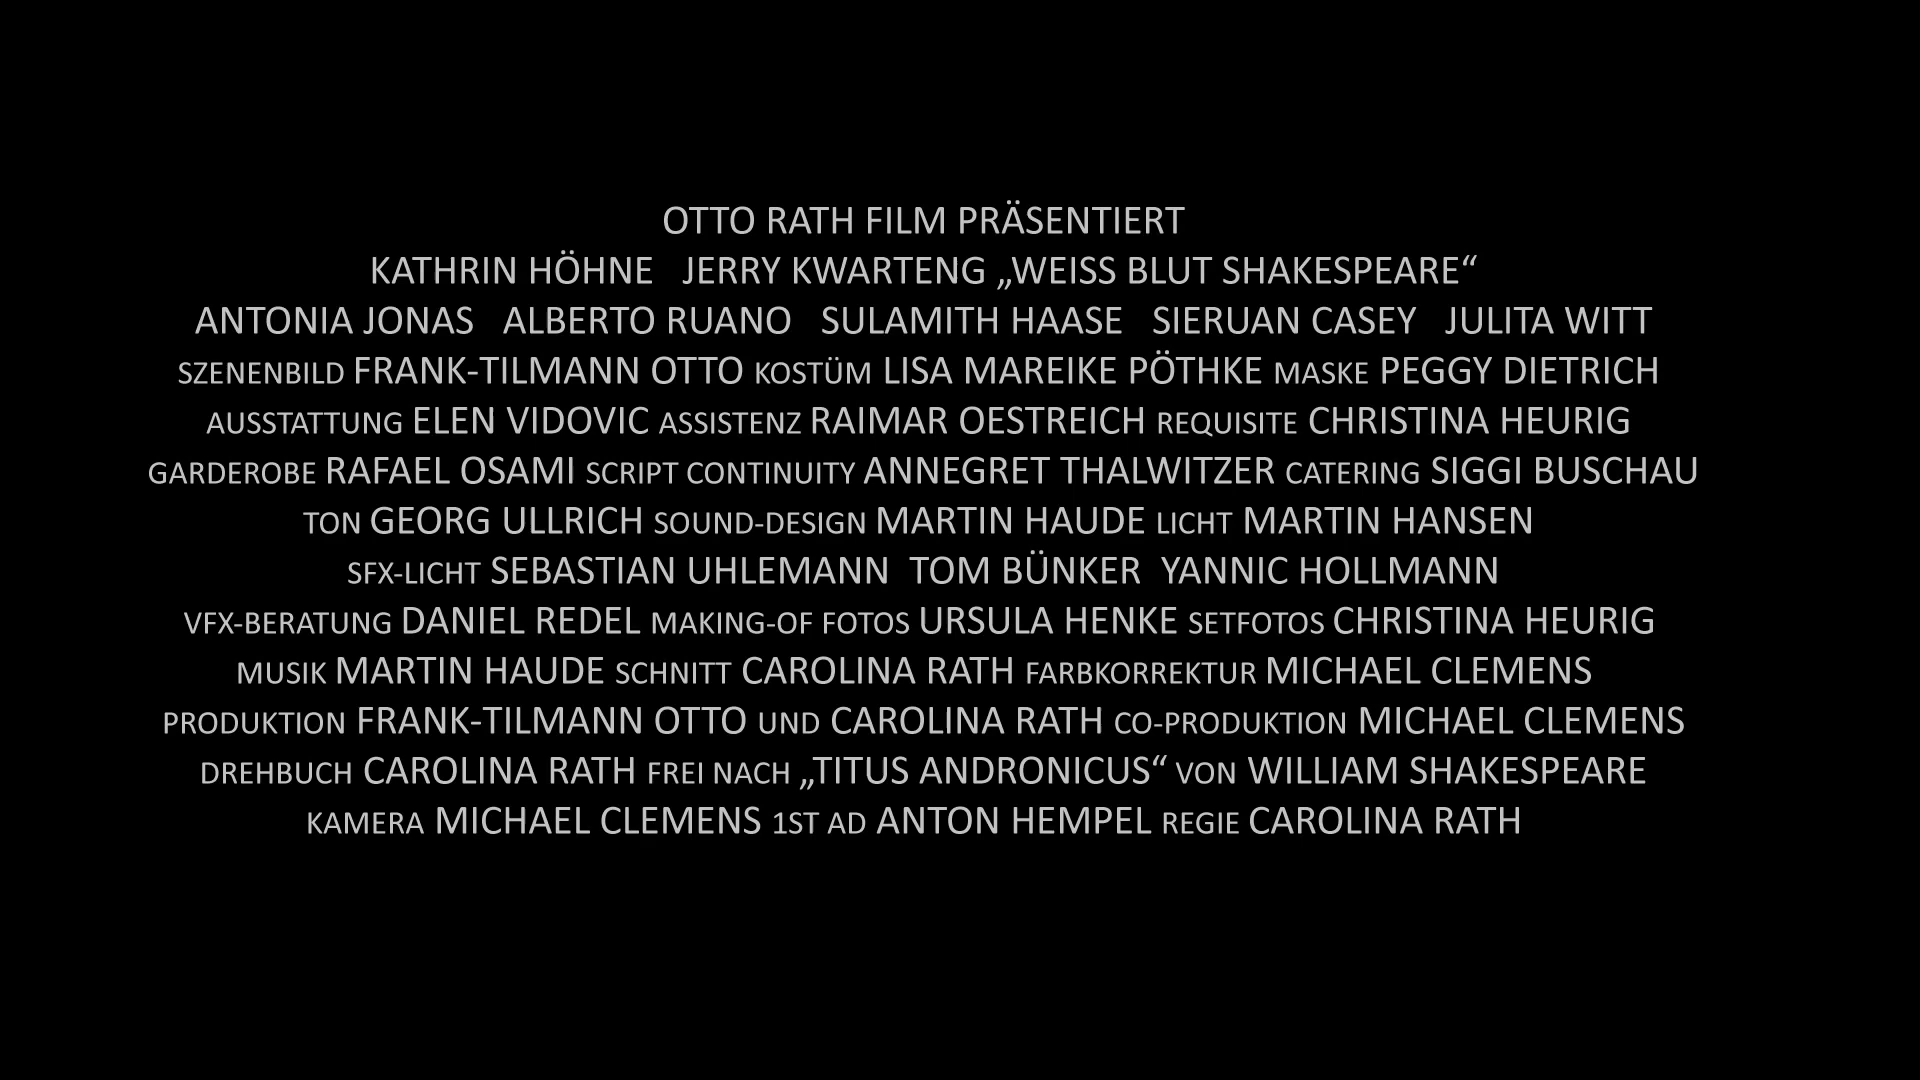 OTTO RATH FILM PRÄSENTIERT
KATHRIN HÖHNE JERRY KWARTENG „WEISS BLUT SHAKESPEARE“
ANTONIA JONAS ALBERTO RUANO SULAMITH HAASE SIERUAN CASEY JULITA WITT
SZENENBILD FRANK-TILMANN OTTO KOSTÜM LISA MAREIKE PÖTHKE MASKE PEGGY DIETRICH
AUSSTATTUNG ELEN VIDOVIC ASSISTENZ RAIMAR OESTREICH REQUISITE CHRISTINA HEURIG
GARDEROBE RAFAEL OSAMI SCRIPT CONTINUITY ANNEGRET THALWITZER CATERING SIGGI BUSCHAU
TON GEORG ULLRICH SOUND-DESIGN MARTIN HAUDE LICHT MARTIN HANSEN
SFX-LICHT SEBASTIAN UHLEMANN TOM BÜNKER YANNIC HOLLMANN
VFX-BERATUNG DANIEL REDEL MAKING-OF FOTOS URSULA HENKE SETFOTOS CHRISTINA HEURIG
MUSIK MARTIN HAUDE SCHNITT CAROLINA RATH FARBKORREKTUR MICHAEL CLEMENS
PRODUKTION FRANK-TILMANN OTTO UND CAROLINA RATH CO-PRODUKTION MICHAEL CLEMENS
DREHBUCH CAROLINA RATH FREI NACH „TITUS ANDRONICUS“ VON WILLIAM SHAKESPEARE
KAMERA MICHAEL CLEMENS 1ST AD ANTON HEMPEL REGIE CAROLINA RATH